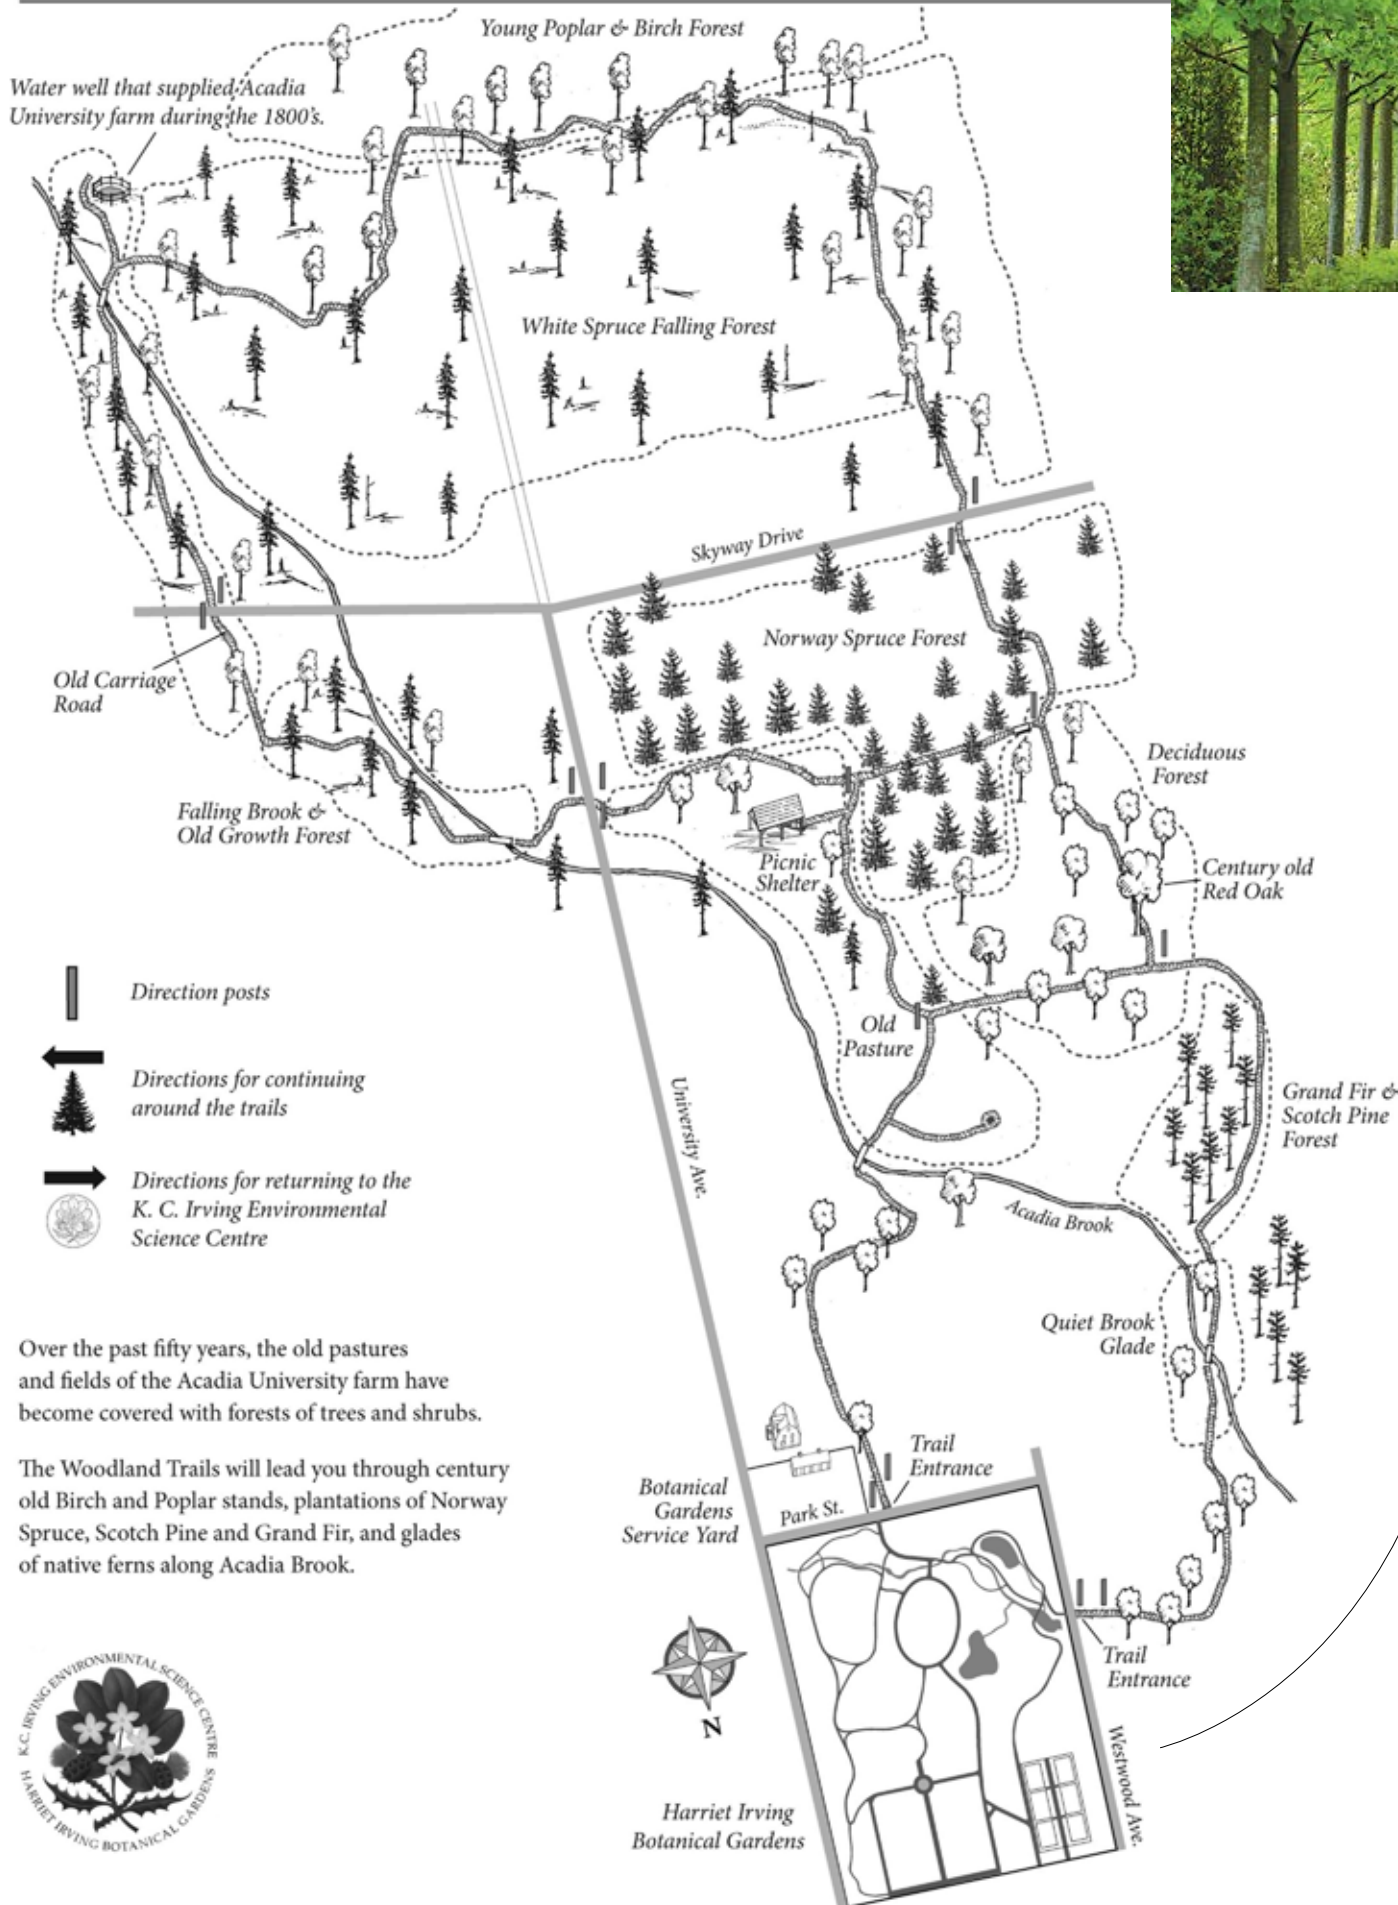 Young Poplar & Birch Forest
Water well that supplied Acadia
University farm during the 1800's.
White Spruce Falling Forest
Skyway Drive
Norway Spruce Forest
Old Carriage
Road
Deciduous
Forest
Falling Brook &
Old Growth Forest
Picnic
Shelter
Century old
Red Oak
Direction posts
Old
Pasture
Directions for continuing
around the trails
University Ave.
Grand Fir &
Scotch Pine
Forest
Directions for returning to the
K. C. Irving Environmental
Science Centre
Acadia Brook
Quiet Brook
Glade
Over the past fifty years, the old pastures
and fields of the Acadia University farm have
become covered with forests of trees and shrubs.
The Woodland Trails will lead you through century
old Birch and Poplar stands, plantations of Norway
Spruce, Scotch Pine and Grand Fir, and glades
of native ferns along Acadia Brook.
Trail
Entrance
Botanical
Gardens
Service Yard
Park St.
Trail
Entrance
N
Westwood Ave.
K.C. IRVING ENVIRONMENTAL SCIENCE CENTRE
HARRIET IRVING BOTANICAL GARDENS
Harriet Irving
Botanical Gardens